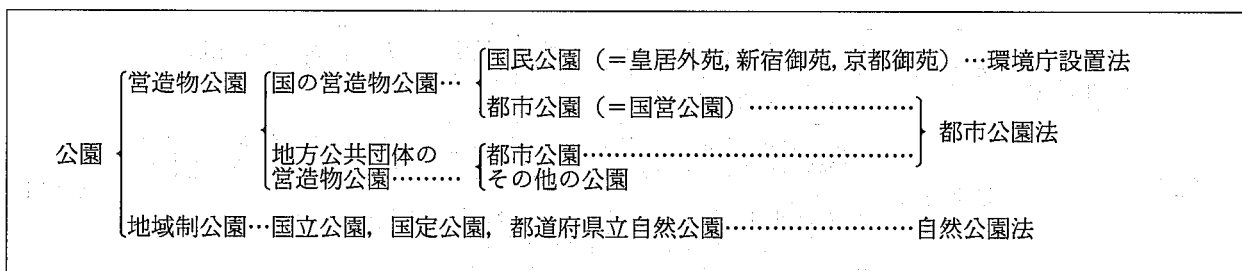 国民公園（＝皇居外苑，新宿御苑，京都御苑）…環境庁設置法
営造物公園 国の営造物公園…
都市公園（＝国営公園）…………………
都市公園法
公園
地方公共団体の 都市公園……………………………………
営造物公園……… その他の公園
地域制公園…国立公園，国定公園，都道府県立自然公園……………………自然公園法